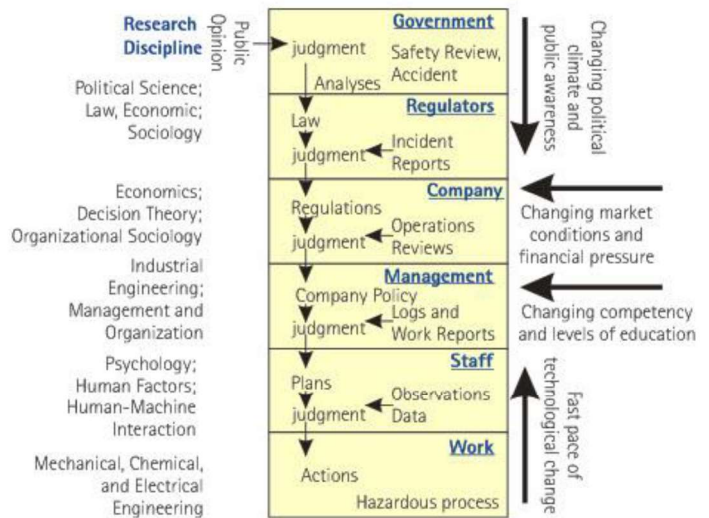 Research
Discipline
Public
Opinion
Political Science;
Law, Economic;
Sociology
Economics;
Decision Theory;
Organizational Sociology
Industrial
Engineering;
Management and
Organization
Psychology;
Human Factors;
Human-Machine
Interaction
Mechanical, Chemical,
and Electrical
Engineering
Government
judgment
Safety Review,
Accident
Analyses
Regulators
Law
judgment
Incident
Reports
Company
Regulations
judgment
Operations
Reviews
Management
Company Policy
judgment
Logs and
Work Reports
Staff
Plans
judgment
Observations
Data
Work
Actions
Hazardous process
Changing political
climate and
public awareness
Changing market
conditions and
financial pressure
Changing competency
and levels of education
Fast pace of
technological change